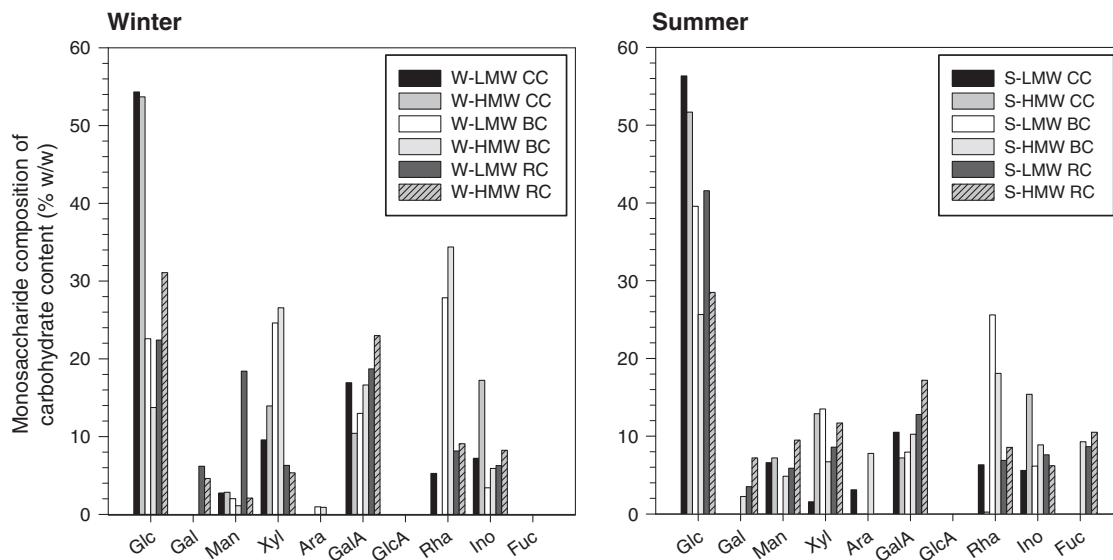 Winter
Summer
Monosaccharide composition of
carbohydrate content (% w/w)
60
50
40
30
20
10
0
W-LMW CC
W-HMW CC
W-LMW BC
W-HMW BC
W-LMW RC
W-HMW RC
Glc
Gal
Man
Xyl
Ara
GalA
GlcA
Rha
Ino
Fuc
60
50
40
30
20
10
0
S-LMW CC
S-HMW CC
S-LMW BC
S-HMW BC
S-LMW RC
S-HMW RC
Glc
Gal
Man
Xyl
Ara
GalA
GlcA
Rha
Ino
Fuc